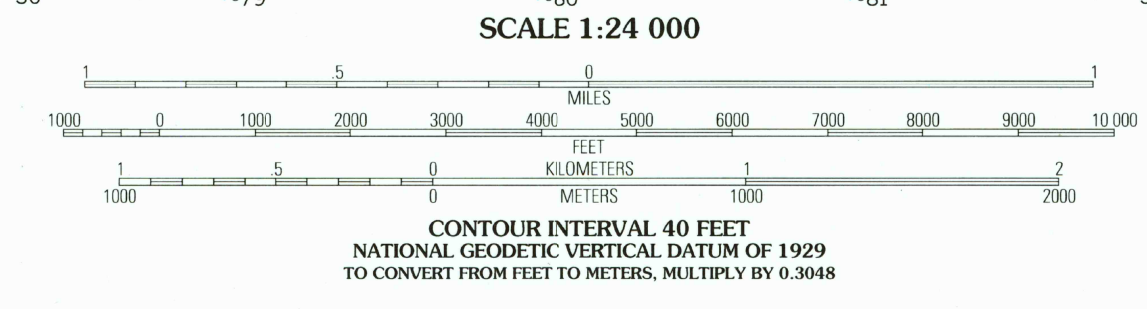 SCALE 1:24 000
1 .5 0 1
MILES
1000 0 1000 2000 3000 4000 5000 6000 7000 8000 9000 10 000
FEET
1 .5 0 KILOMETERS 1 2
1000 0 METERS 1000 2000
CONTOUR INTERVAL 40 FEET
NATIONAL GEODETIC VERTICAL DATUM OF 1929
TO CONVERT FROM FEET TO METERS, MULTIPLY BY 0.3048